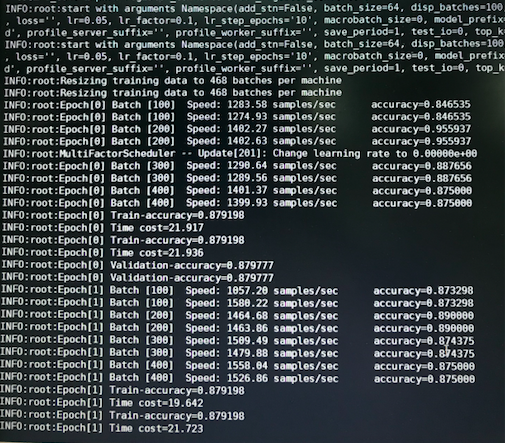 INFO:root:start with arguments Namespace(add_stn=False, batch_size=64, disp_batches=100
, loss='', lr=0.05, lr_factor=0.1, lr_step_epochs='10', macrobatch_size=0, model_prefix=
d', profile_server_suffix='', profile_worker_suffix='', save_period=1, test_io=0, top_k
INFO:root:start with arguments Namespace(add_stn=False, batch_size=64, disp_batches=100
, loss='', lr=0.05, lr_factor=0.1, lr_step_epochs='10', macrobatch_size=0, model_prefix=
d', profile_server_suffix='', profile_worker_suffix='', save_period=1, test_io=0, top_k
INFO:root:Resizing training data to 468 batches per machine
INFO:root:Resizing training data to 468 batches per machine
INFO:root:Epoch[0] Batch [100] Speed: 1283.58 samples/sec accuracy=0.846535
INFO:root:Epoch[0] Batch [100] Speed: 1274.93 samples/sec accuracy=0.846535
INFO:root:Epoch[0] Batch [200] Speed: 1402.27 samples/sec accuracy=0.955937
INFO:root:Epoch[0] Batch [200] Speed: 1402.63 samples/sec accuracy=0.955937
INFO:root:MultiFactorScheduler -- Update[201]: Change learning rate to 0.00000e+00
INFO:root:Epoch[0] Batch [300] Speed: 1290.64 samples/sec accuracy=0.887656
INFO:root:Epoch[0] Batch [300] Speed: 1289.56 samples/sec accuracy=0.887656
INFO:root:Epoch[0] Batch [400] Speed: 1401.37 samples/sec accuracy=0.875000
INFO:root:Epoch[0] Batch [400] Speed: 1399.93 samples/sec accuracy=0.875000
INFO:root:Epoch[0] Train-accuracy=0.879198
INFO:root:Epoch[0] Time cost=21.917
INFO:root:Epoch[0] Train-accuracy=0.879198
INFO:root:Epoch[0] Time cost=21.936
INFO:root:Epoch[0] Validation-accuracy=0.879777
INFO:root:Epoch[0] Validation-accuracy=0.879777
INFO:root:Epoch[1] Batch [100] Speed: 1057.20 samples/sec accuracy=0.873298
INFO:root:Epoch[1] Batch [100] Speed: 1580.22 samples/sec accuracy=0.873298
INFO:root:Epoch[1] Batch [200] Speed: 1464.68 samples/sec accuracy=0.890000
INFO:root:Epoch[1] Batch [200] Speed: 1463.86 samples/sec accuracy=0.890000
INFO:root:Epoch[1] Batch [300] Speed: 1509.49 samples/sec accuracy=0.874375
INFO:root:Epoch[1] Batch [300] Speed: 1479.88 samples/sec accuracy=0.874375
INFO:root:Epoch[1] Batch [400] Speed: 1558.04 samples/sec accuracy=0.875000
INFO:root:Epoch[1] Batch [400] Speed: 1526.86 samples/sec accuracy=0.875000
INFO:root:Epoch[1] Train-accuracy=0.879198
INFO:root:Epoch[1] Time cost=19.642
INFO:root:Epoch[1] Train-accuracy=0.879198
INFO:root:Epoch[1] Time cost=21.723